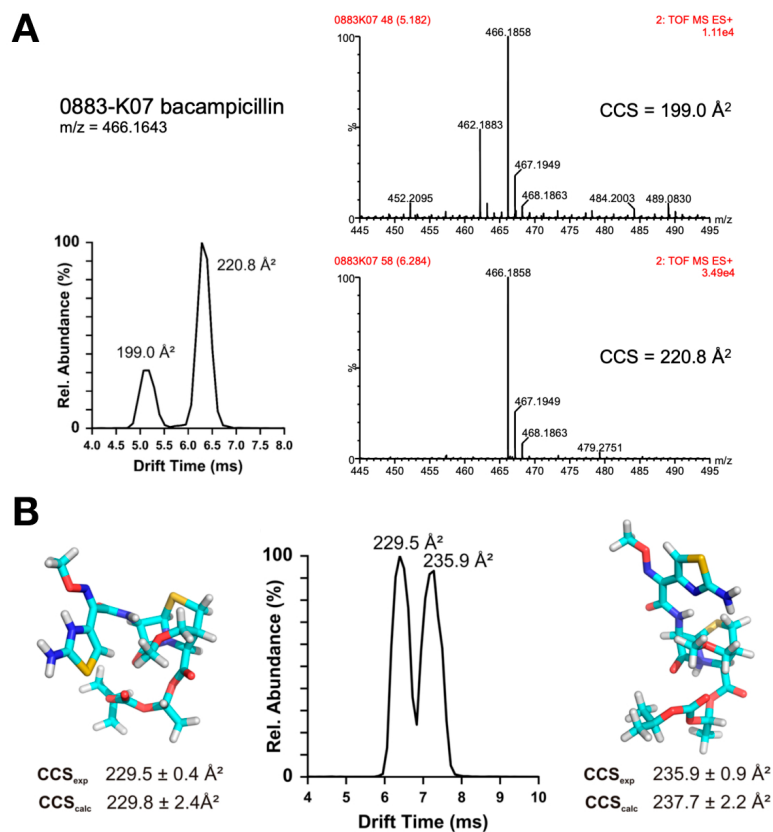 A
0883-K07 bacampicillin
m/z = 466.1643
0883K07 48 (5.182)
2: TOF MS ES+
1.11e4
100
%
0
466.1858
462.1883
467.1949
452.2095
468.1863
484.2003
489.0830
CCS = 199.0 Å²
445 450 455 460 465 470 475 480 485 490 495 m/z
Rel. Abundance (%)
100
0
199.0 Å²
220.8 Å²
4.0 4.5 5.0 5.5 6.0 6.5 7.0 7.5 8.0
Drift Time (ms)
0883K07 58 (6.284)
2: TOF MS ES+
3.49e4
100
%
0
466.1858
467.1949
468.1863
479.2751
CCS = 220.8 Å²
445 450 455 460 465 470 475 480 485 490 495 m/z
B
CCSexp 229.5 ± 0.4 Å²
CCScalc 229.8 ± 2.4Å²
Rel. Abundance (%)
100
0
229.5 Å²
235.9 Å²
4 5 6 7 8 9 10
Drift Time (ms)
CCSexp 235.9 ± 0.9 Å²
CCScalc 237.7 ± 2.2 Å²